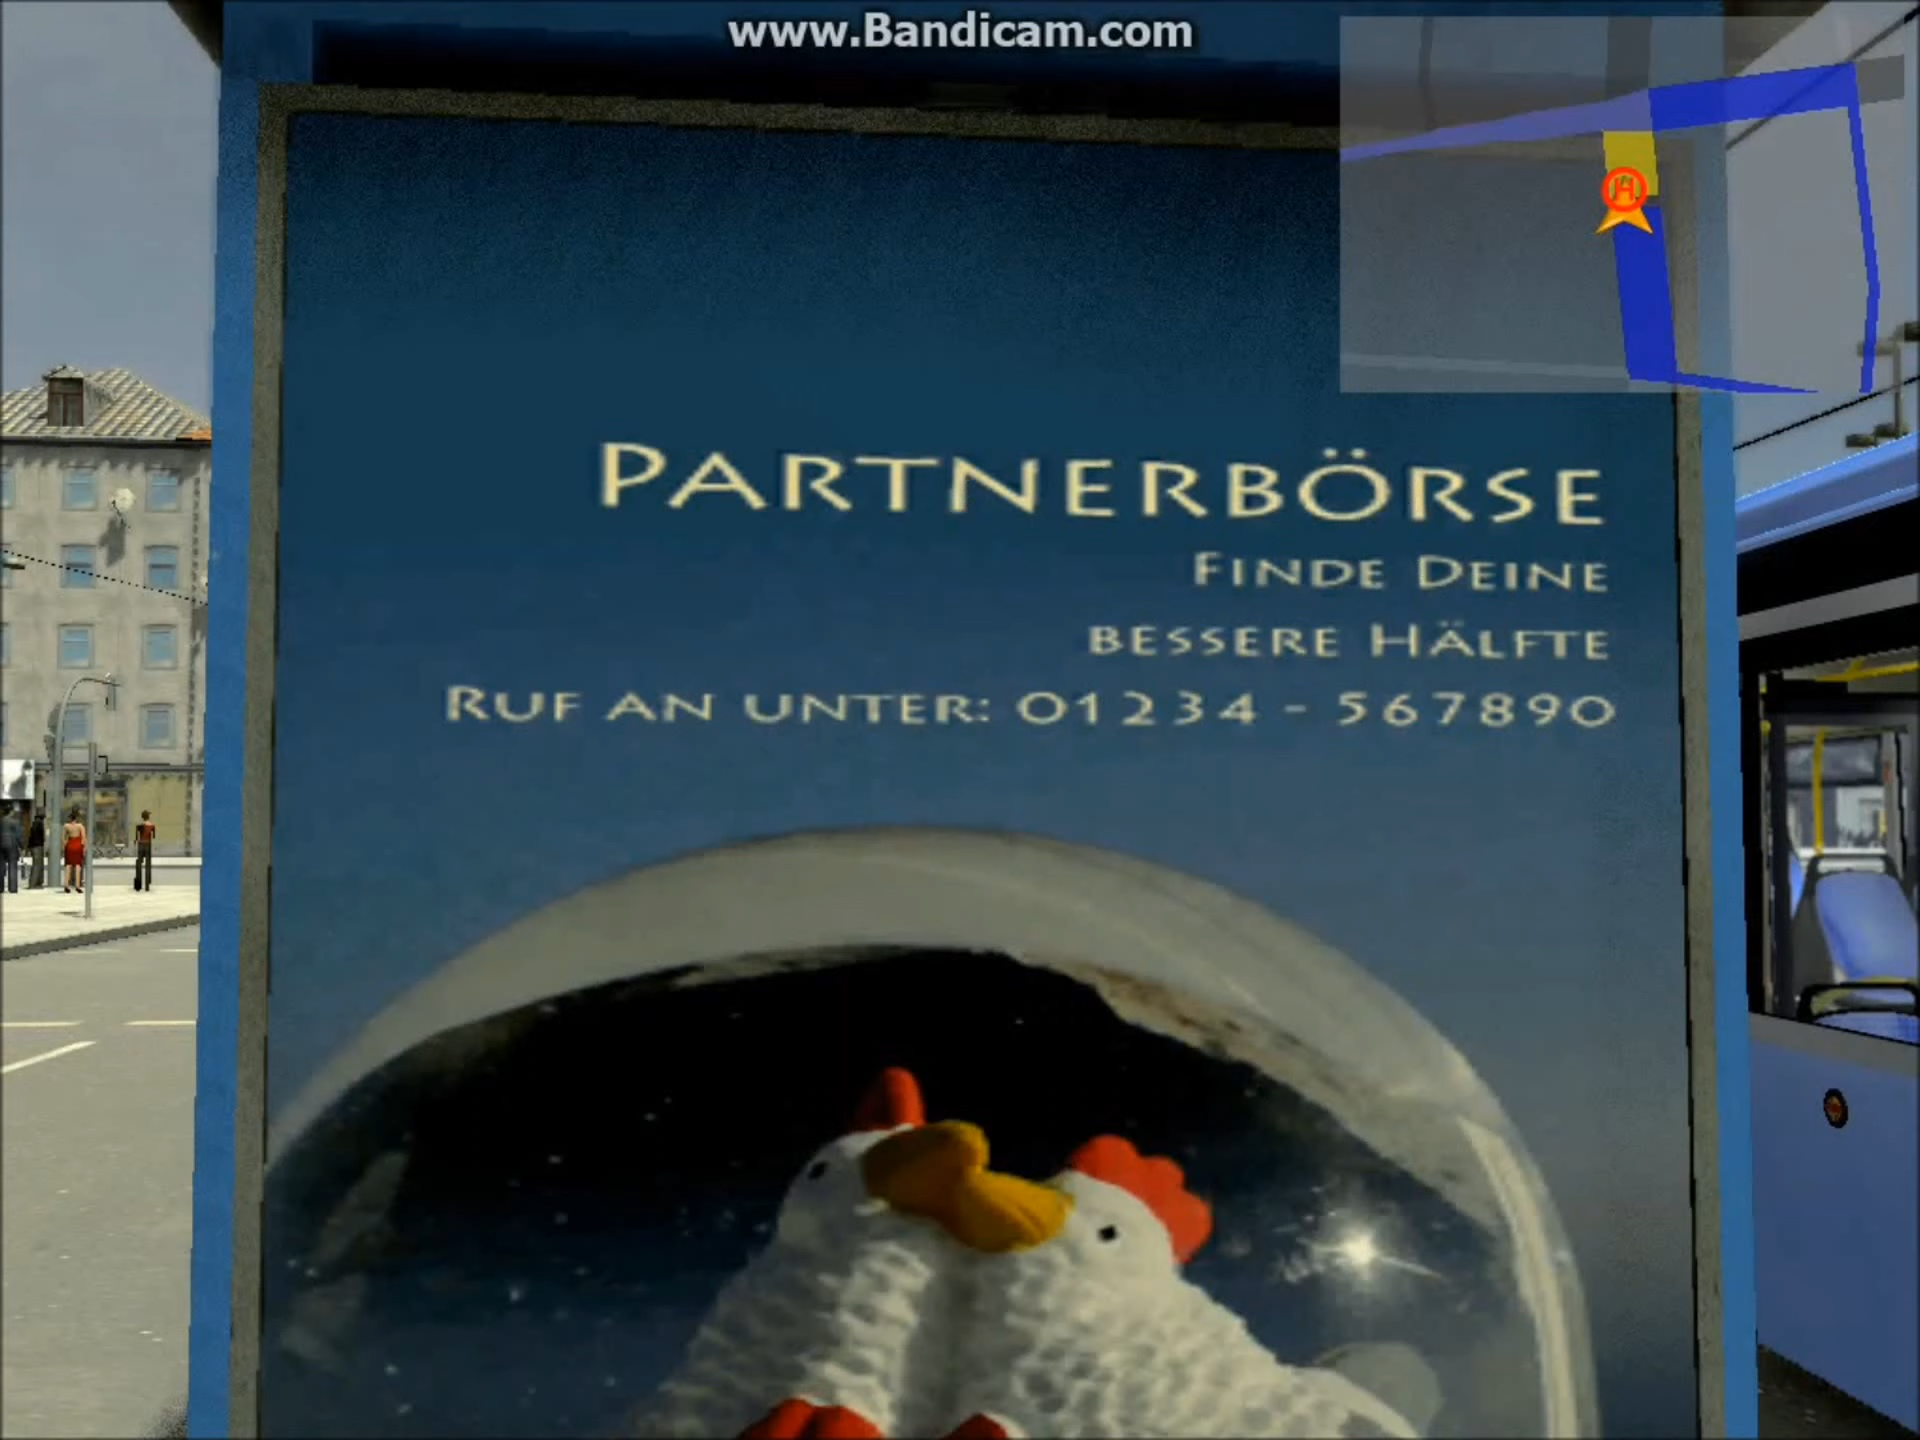 www.Bandicam.com
H
PARTNERBÖRSE
FINDE DEINE
BESSERE HÄLFTE
RUF AN UNTER: 01234 - 567890